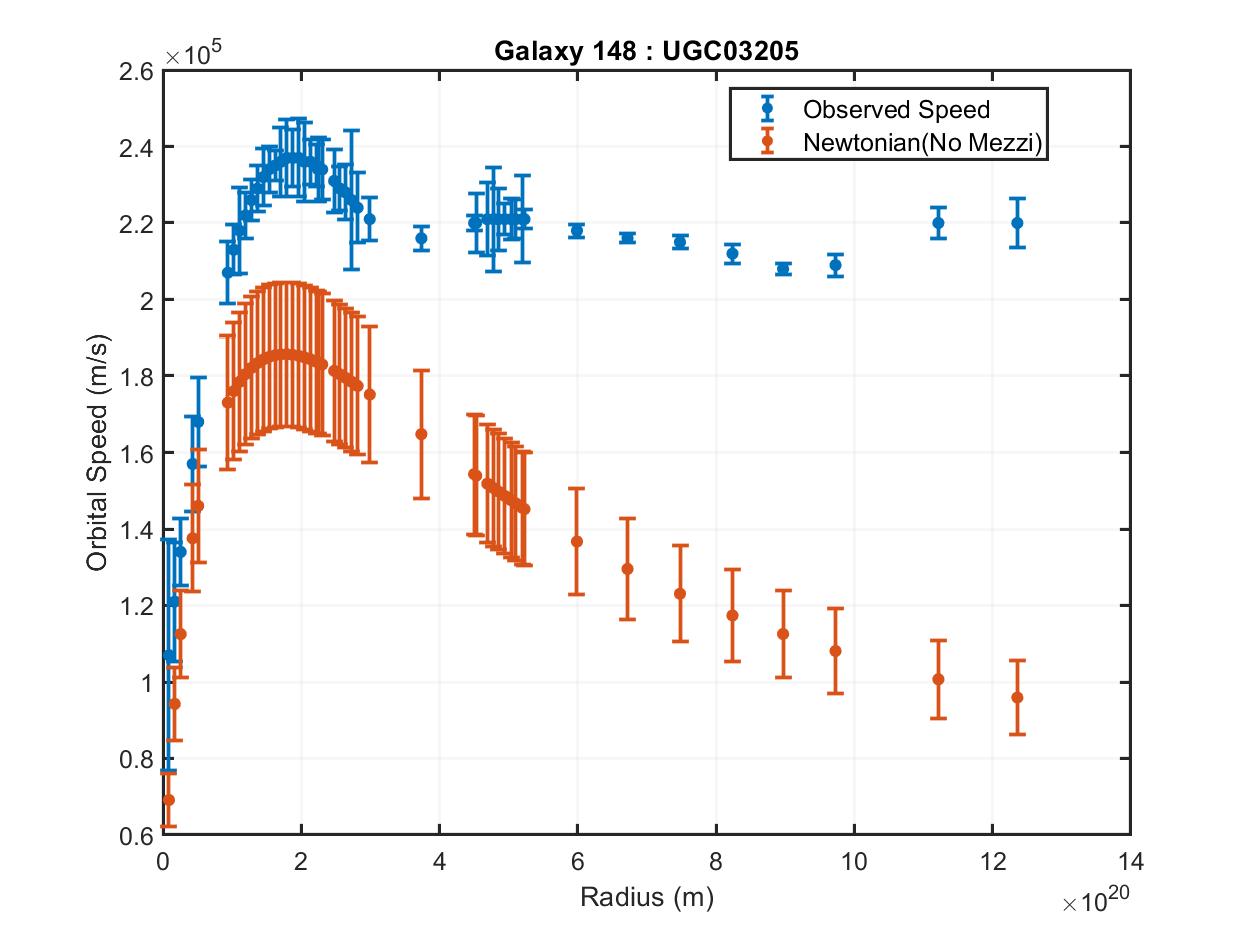 Galaxy 148 : UGC03205
×10^5
2.6
2.4
2.2
2
1.8
1.6
1.4
1.2
1
0.8
0.6
Orbital Speed (m/s)
Observed Speed
Newtonian(No Mezzi)
0 2 4 6 8 10 12 14
Radius (m)
×10^20